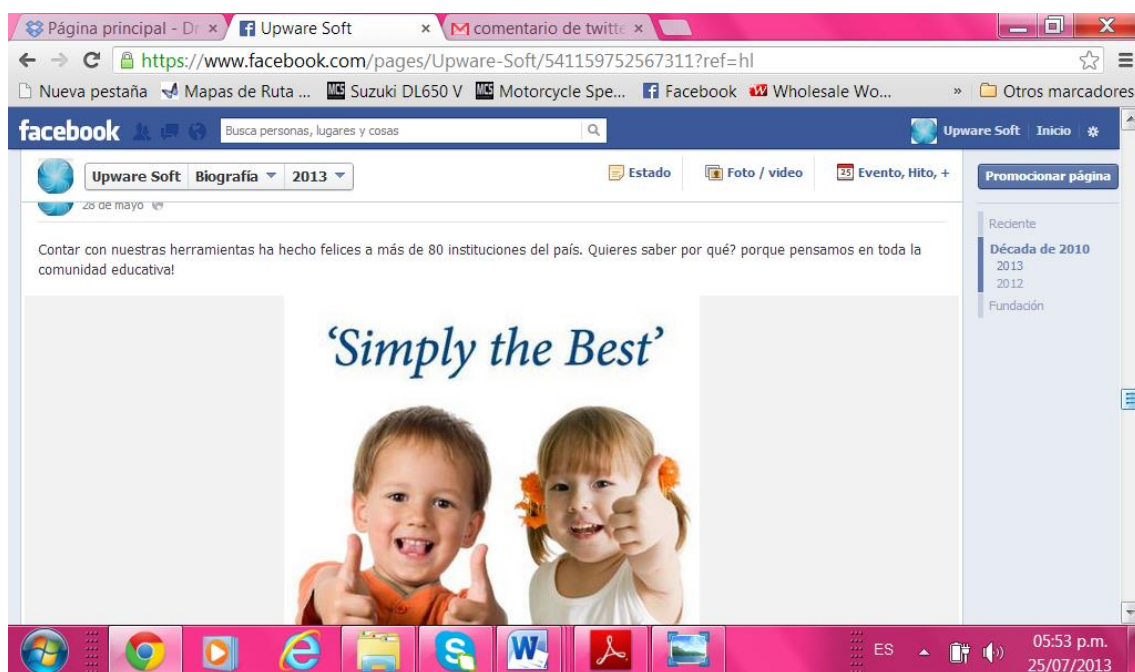 Página principal - Dr
Upware Soft
comentario de twitte
https://www.facebook.com/pages/Upware-Soft/541159752567311?ref=hl
Nueva pestaña Mapas de Ruta ... MCS Suzuki DL650 V MCS Motorcycle Spe... Facebook Wholesale Wo... » Otros marcadores
facebook Busca personas, lugares y cosas Upware Soft Inicio
Upware Soft Biografía 2013 Estado Foto / video 25 Evento, Hito, + Promocionar página
28 de mayo
Contar con nuestras herramientas ha hecho felices a más de 80 instituciones del país. Quieres saber por qué? porque pensamos en toda la
comunidad educativa!
Reciente
Década de 2010
2013
2012
Fundación
‘Simply the Best’
ES 05:53 p.m.
25/07/2013